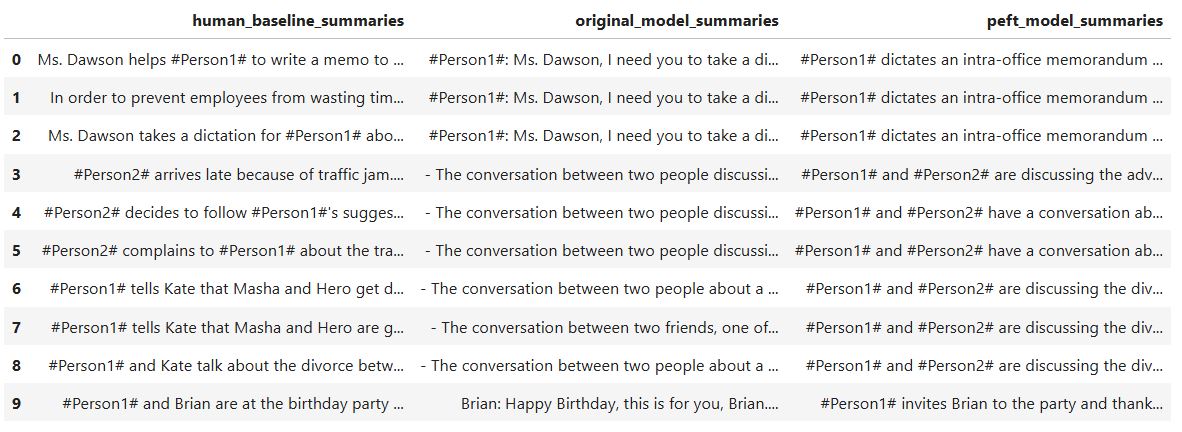 human_baseline_summaries original_model_summaries peft_model_summaries
0 Ms. Dawson helps #Person1# to write a memo to ... #Person1#: Ms. Dawson, I need you to take a di... #Person1# dictates an intra-office memorandum ...
1 In order to prevent employees from wasting tim... #Person1#: Ms. Dawson, I need you to take a di... #Person1# dictates an intra-office memorandum ...
2 Ms. Dawson takes a dictation for #Person1# abo... #Person1#: Ms. Dawson, I need you to take a di... #Person1# dictates an intra-office memorandum ...
3 #Person2# arrives late because of traffic jam.... - The conversation between two people discussi... #Person1# and #Person2# are discussing the adv...
4 #Person2# decides to follow #Person1#'s sugges... - The conversation between two people discussi... #Person1# and #Person2# have a conversation ab...
5 #Person2# complains to #Person1# about the tra... - The conversation between two people discussi... #Person1# and #Person2# have a conversation ab...
6 #Person1# tells Kate that Masha and Hero get d... - The conversation between two people about a ... #Person1# and #Person2# are discussing the div...
7 #Person1# tells Kate that Masha and Hero are g... - The conversation between two friends, one of... #Person1# and #Person2# are discussing the div...
8 #Person1# and Kate talk about the divorce betw... - The conversation between two people about a ... #Person1# and #Person2# are discussing the div...
9 #Person1# and Brian are at the birthday party ... Brian: Happy Birthday, this is for you, Brian.... #Person1# invites Brian to the party and thank...